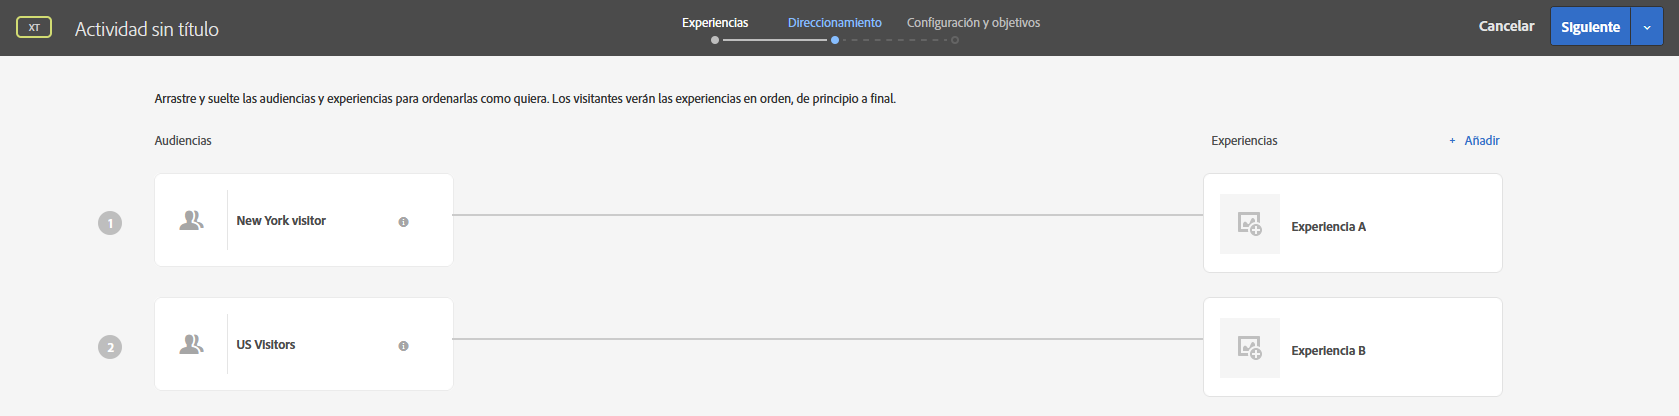 XT
Actividad sin título
Experiencias
Direccionamiento
Configuración y objetivos
Cancelar
Siguiente
Arrastre y suelte las audiencias y experiencias para ordenarlas como quiera. Los visitantes verán las experiencias en orden, de principio a final.
Audiencias
Experiencias
+ Añadir
1
New York visitor
Experiencia A
2
US Visitors
Experiencia B